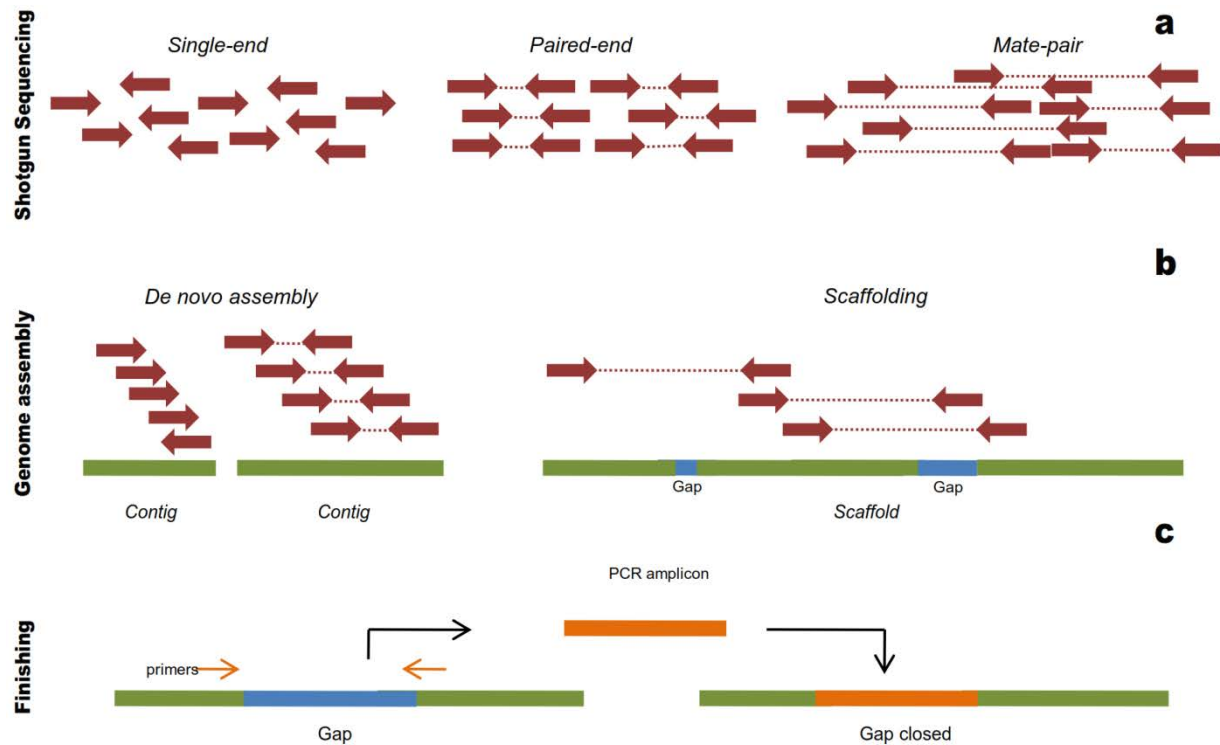 a
Shotgun Sequencing
Single-end
Paired-end
Mate-pair
b
Genome assembly
De novo assembly
Scaffolding
Gap
Gap
Contig
Contig
Scaffold
c
Finishing
PCR amplicon
primers
Gap
Gap closed